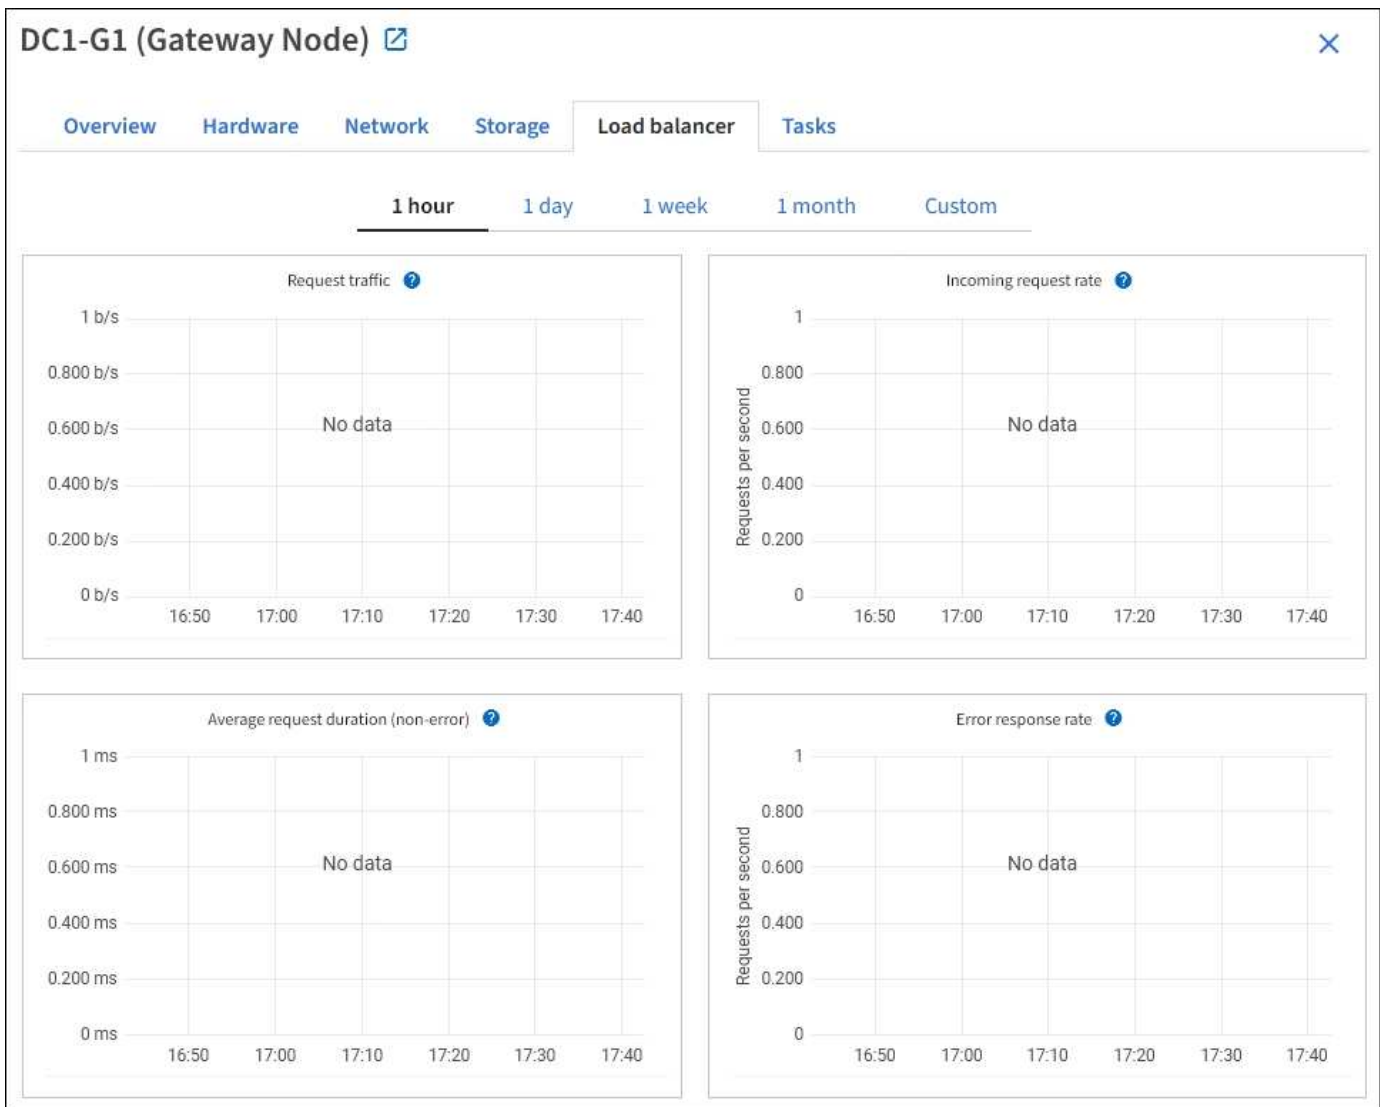 DC1-G1 (Gateway Node)
Overview Hardware Network Storage Load balancer Tasks
1 hour 1 day 1 week 1 month Custom
Request traffic
1 b/s
0.800 b/s
0.600 b/s
0.400 b/s
0.200 b/s
0 b/s
No data
16:50 17:00 17:10 17:20 17:30 17:40
Incoming request rate
Requests per second
1
0.800
0.600
0.400
0.200
0
No data
16:50 17:00 17:10 17:20 17:30 17:40
Average request duration (non-error)
1 ms
0.800 ms
0.600 ms
0.400 ms
0.200 ms
0 ms
No data
16:50 17:00 17:10 17:20 17:30 17:40
Error response rate
Requests per second
1
0.800
0.600
0.400
0.200
0
No data
16:50 17:00 17:10 17:20 17:30 17:40